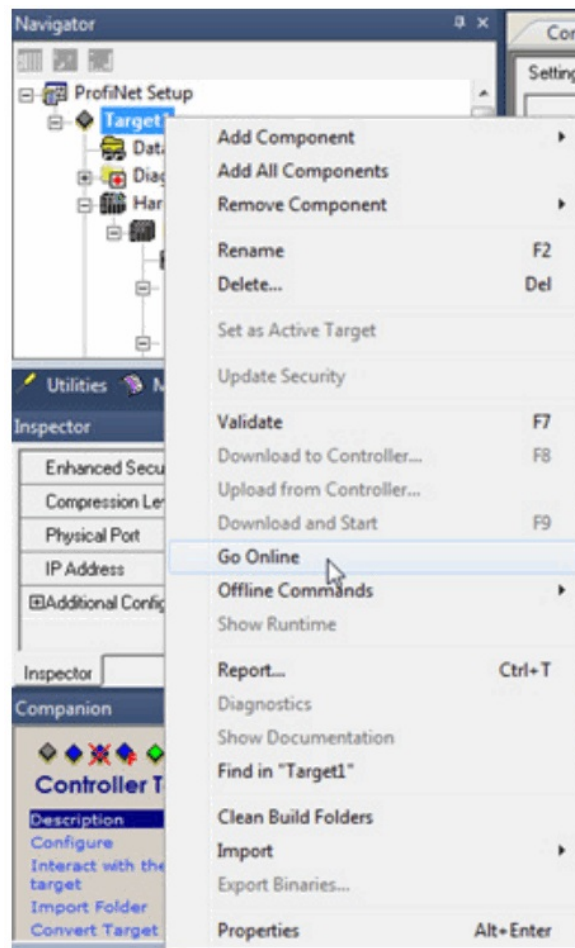 Navigator
Settin
ProfiNet Setup
Target1
Add Component
Add All Components
Remove Component
Rename F2
Delete... Del
Set as Active Target
Update Security
Utilities
Inspector
Validate F7
Download to Controller... F8
Upload from Controller...
Download and Start F9
Go Online
Offline Commands
Show Runtime
Enhanced Secu
Compression Le
Physical Port
IP Address
Additional Config
Inspector
Report... Ctrl+T
Diagnostics
Show Documentation
Find in "Target1"
Companion
Controller T
Description
Configure
Interact with the
target
Import Folder
Convert Target
Clean Build Folders
Import
Export Binaries...
Properties Alt+Enter